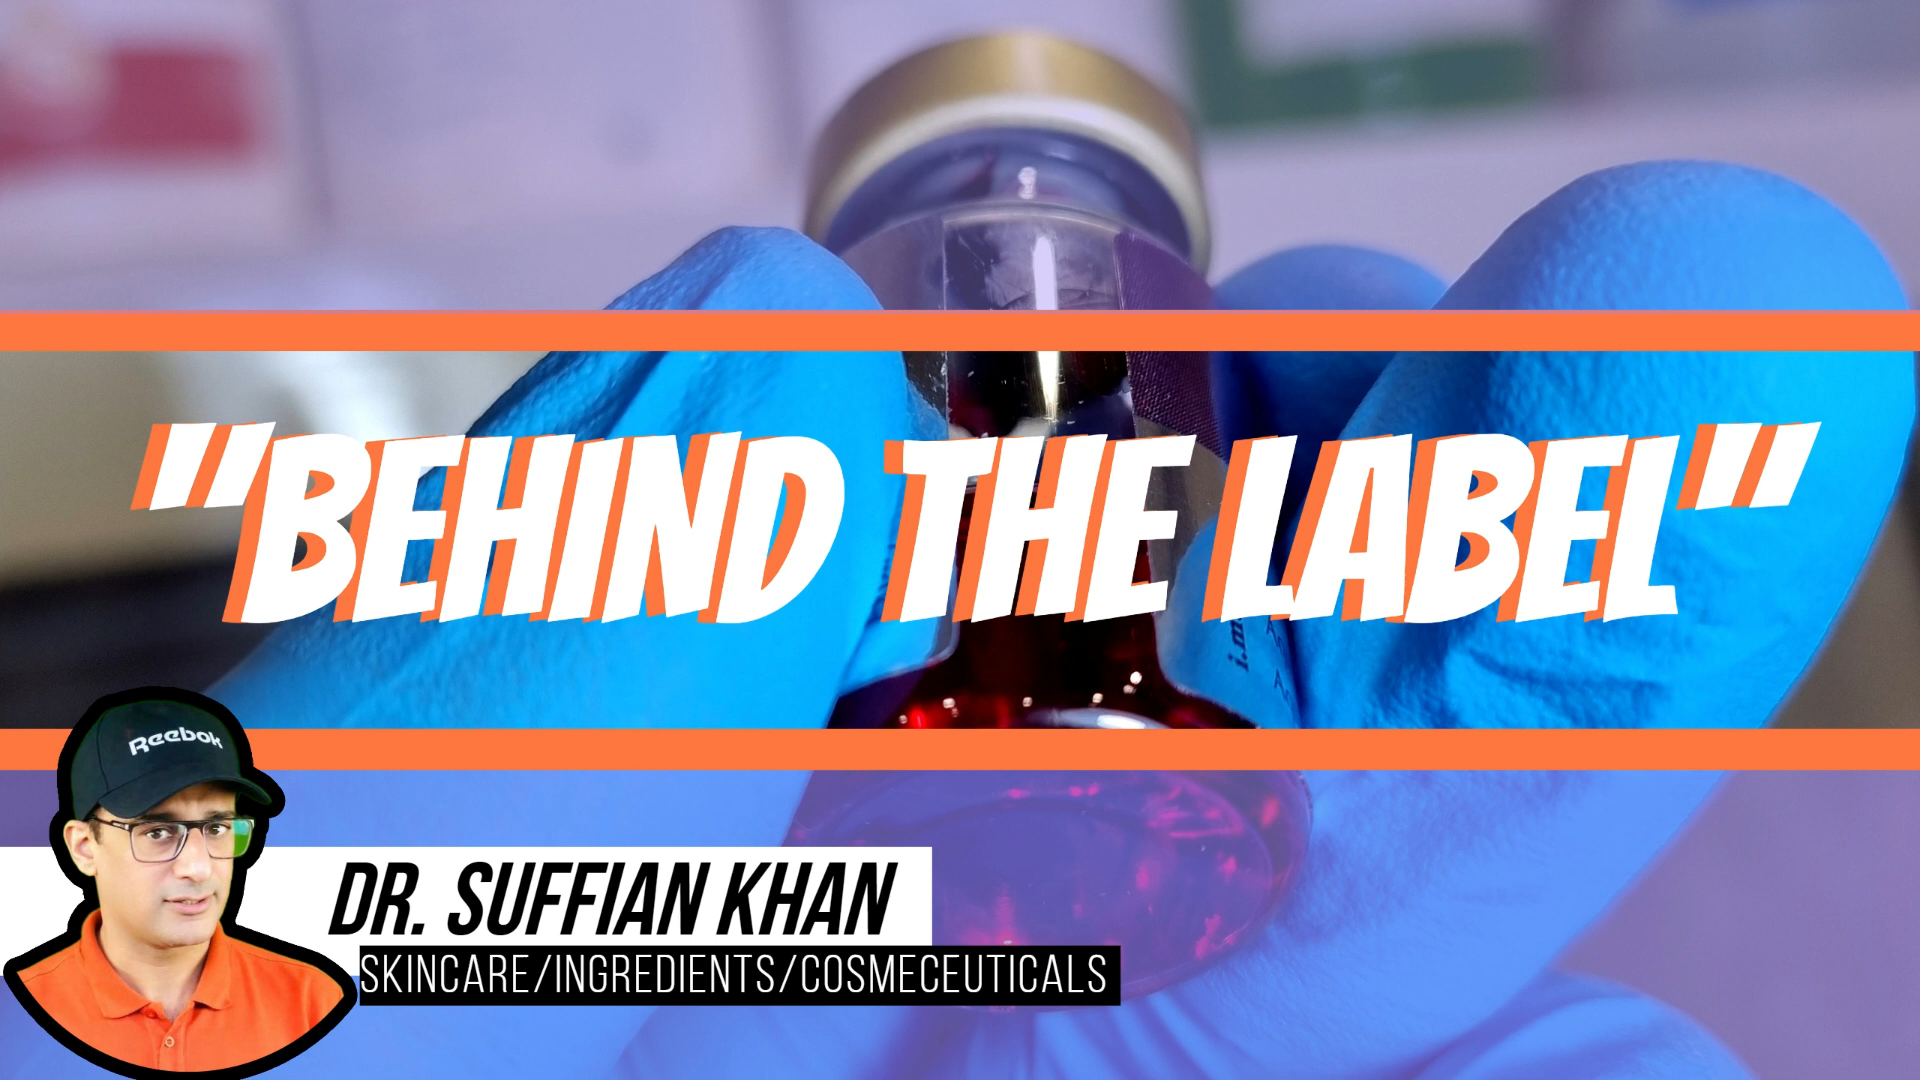 "BEHIND THE LABEL"
Reebok
DR. SUFFIAN KHAN
SKINCARE/INGREDIENTS/COSMECEUTICALS